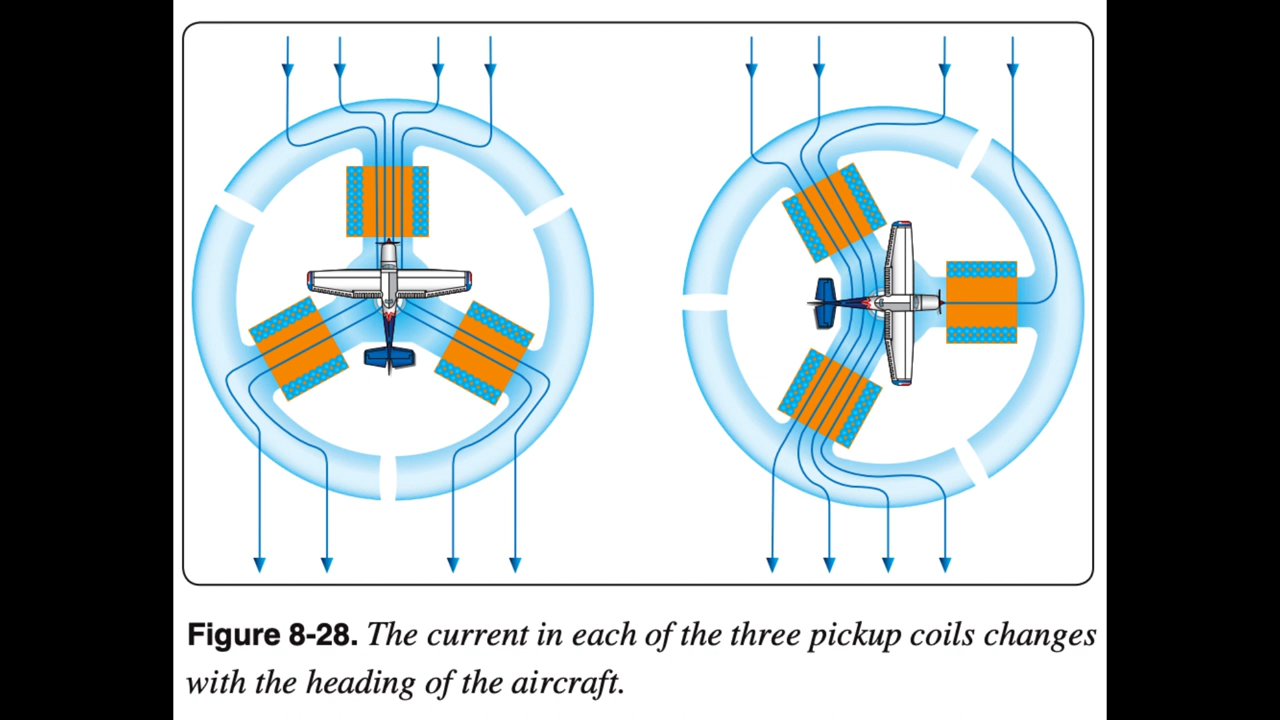 Figure 8-28. The current in each of the three pickup coils changes
with the heading of the aircraft.